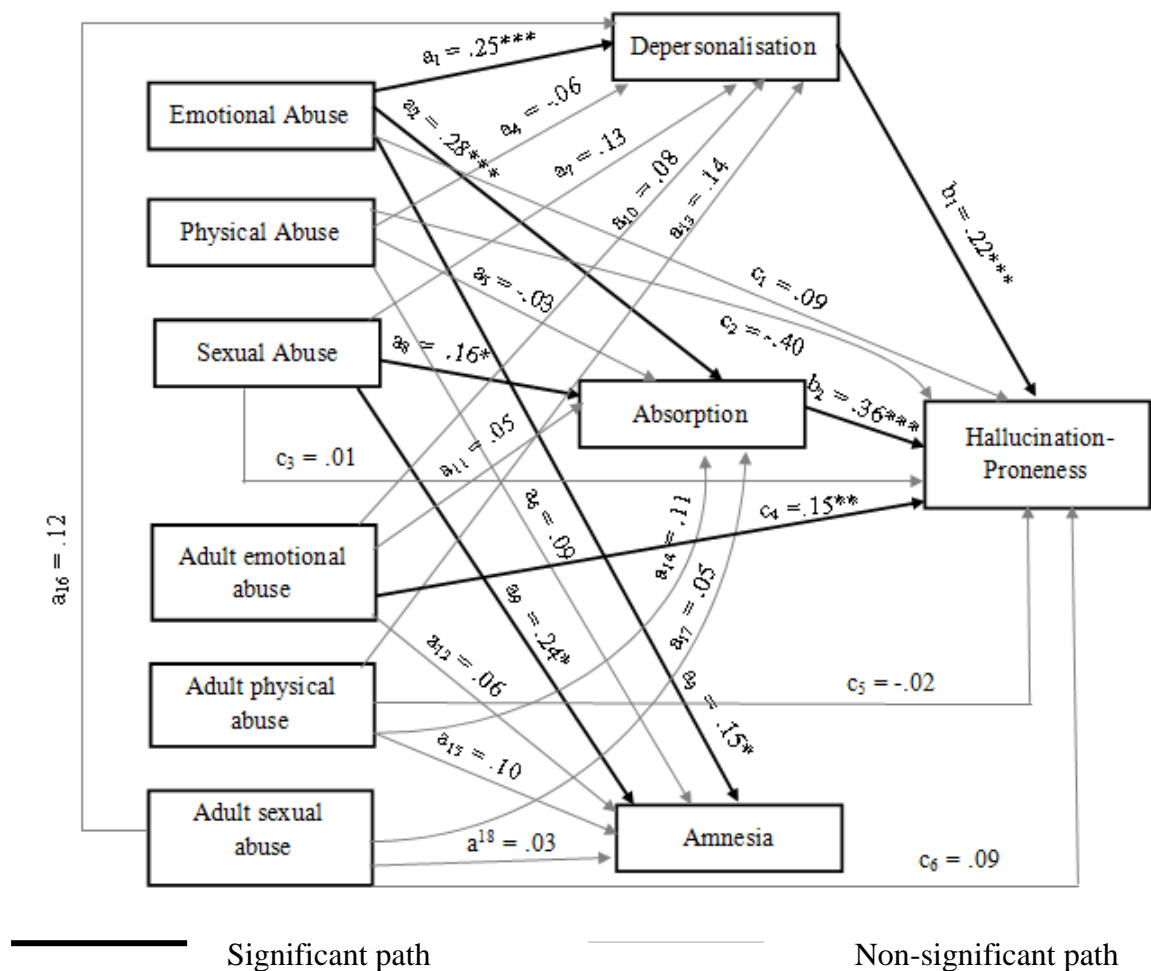 Depersonalisation
a₁ = .25***
Emotional Abuse
a₂ = .28***
a₄ = -.06
a₇ = .13
a₁₀ = .08
a₁₃ = .14
b₁ = .22***
Physical Abuse
a₅ = -.03
c₁ = .09
c₂ = -.40
Sexual Abuse
a₈ = .16*
Absorption
b₂ = .36***
Hallucination-
Proneness
c₃ = .01
a₁₁ = .05
a₆ = .09
c₄ = .15**
a₁₄ = .11
a₁₇ = .05
Adult emotional
abuse
a₁₆ = .12
a₉ = .24*
a₁₂ = .06
a₉ = .15*
Adult physical
abuse
c₅ = -.02
a₁₅ = .10
Adult sexual
abuse
a¹⁸ = .03
Amnesia
c₆ = .09
Significant path
Non-significant path